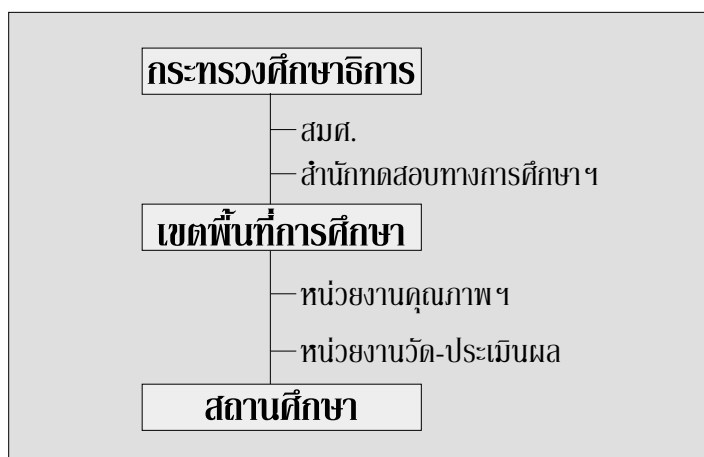 กระทรวงศึกษาธิการ
สมศ.
สำนักทดสอบทางการศึกษาฯ
เขตพื้นที่การศึกษา
หน่วยงานคุณภาพฯ
หน่วยงานวัด-ประเมินผล
สถานศึกษา